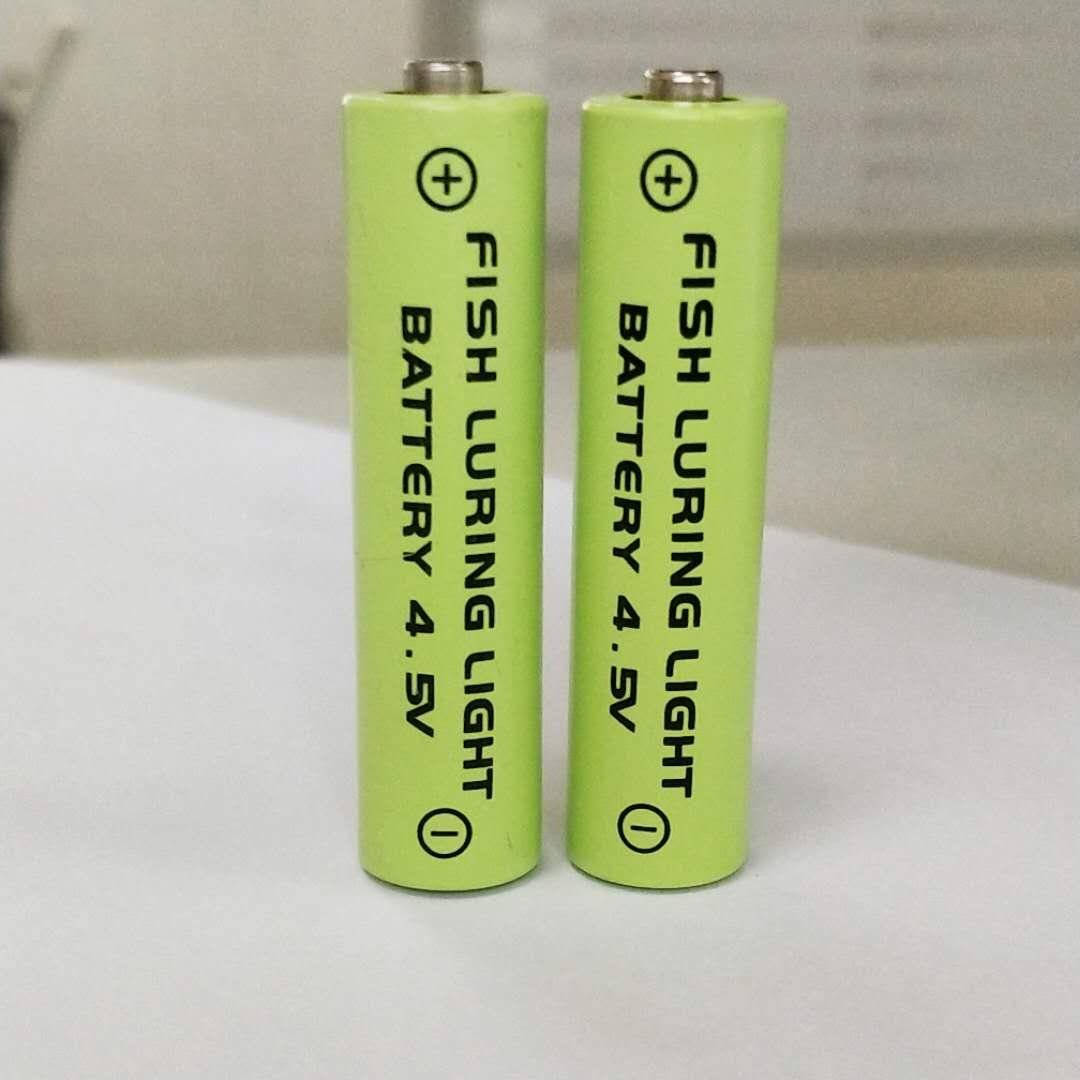 +
FISH LURING LIGHT
BATTERY 4.5V
-
+
FISH LURING LIGHT
BATTERY 4.5V
-